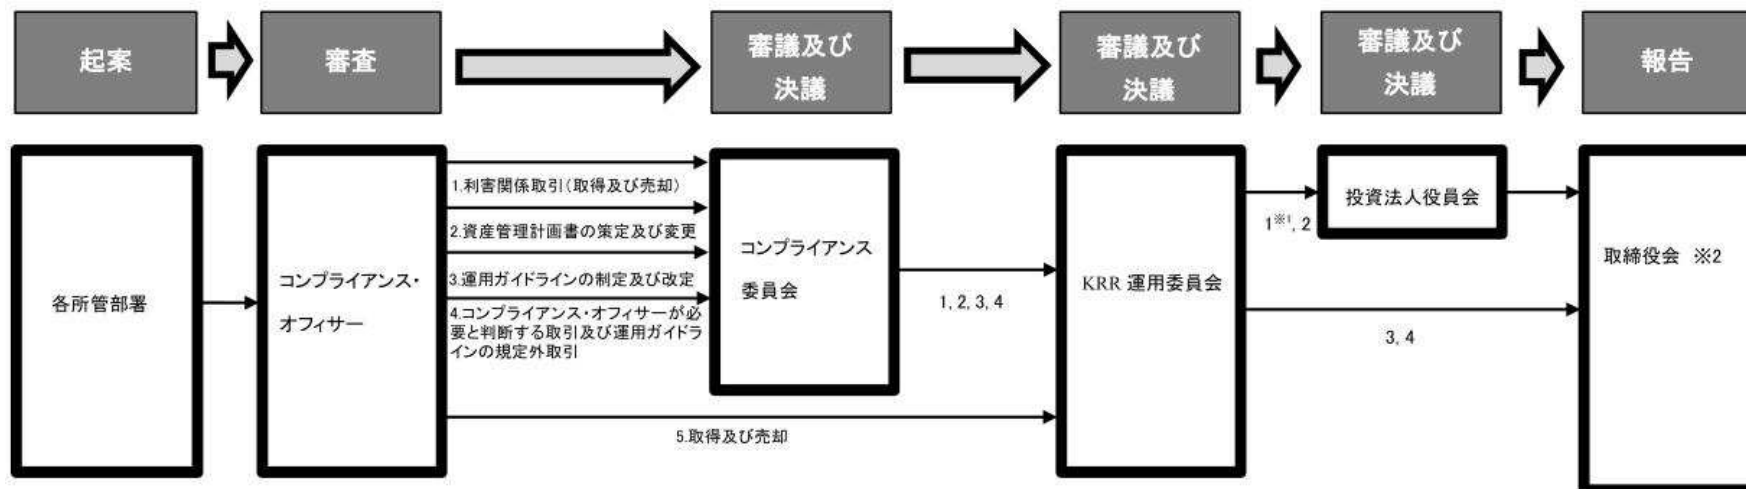 起案
審査
審議及び
決議
審議及び
決議
審議及び
決議
報告
各所管部署
コンプライアンス・
オフィサー
1.利害関係取引(取得及び売却)
2.資産管理計画書の策定及び変更
3.運用ガイドラインの制定及び改定
4.コンプライアンス・オフィサーが必
要と判断する取引及び運用ガイドラ
インの規定外取引
5.取得及び売却
コンプライアンス
委員会
1, 2, 3, 4
KRR 運用委員会
1※1, 2
3, 4
投資法人役員会
取締役会 ※2